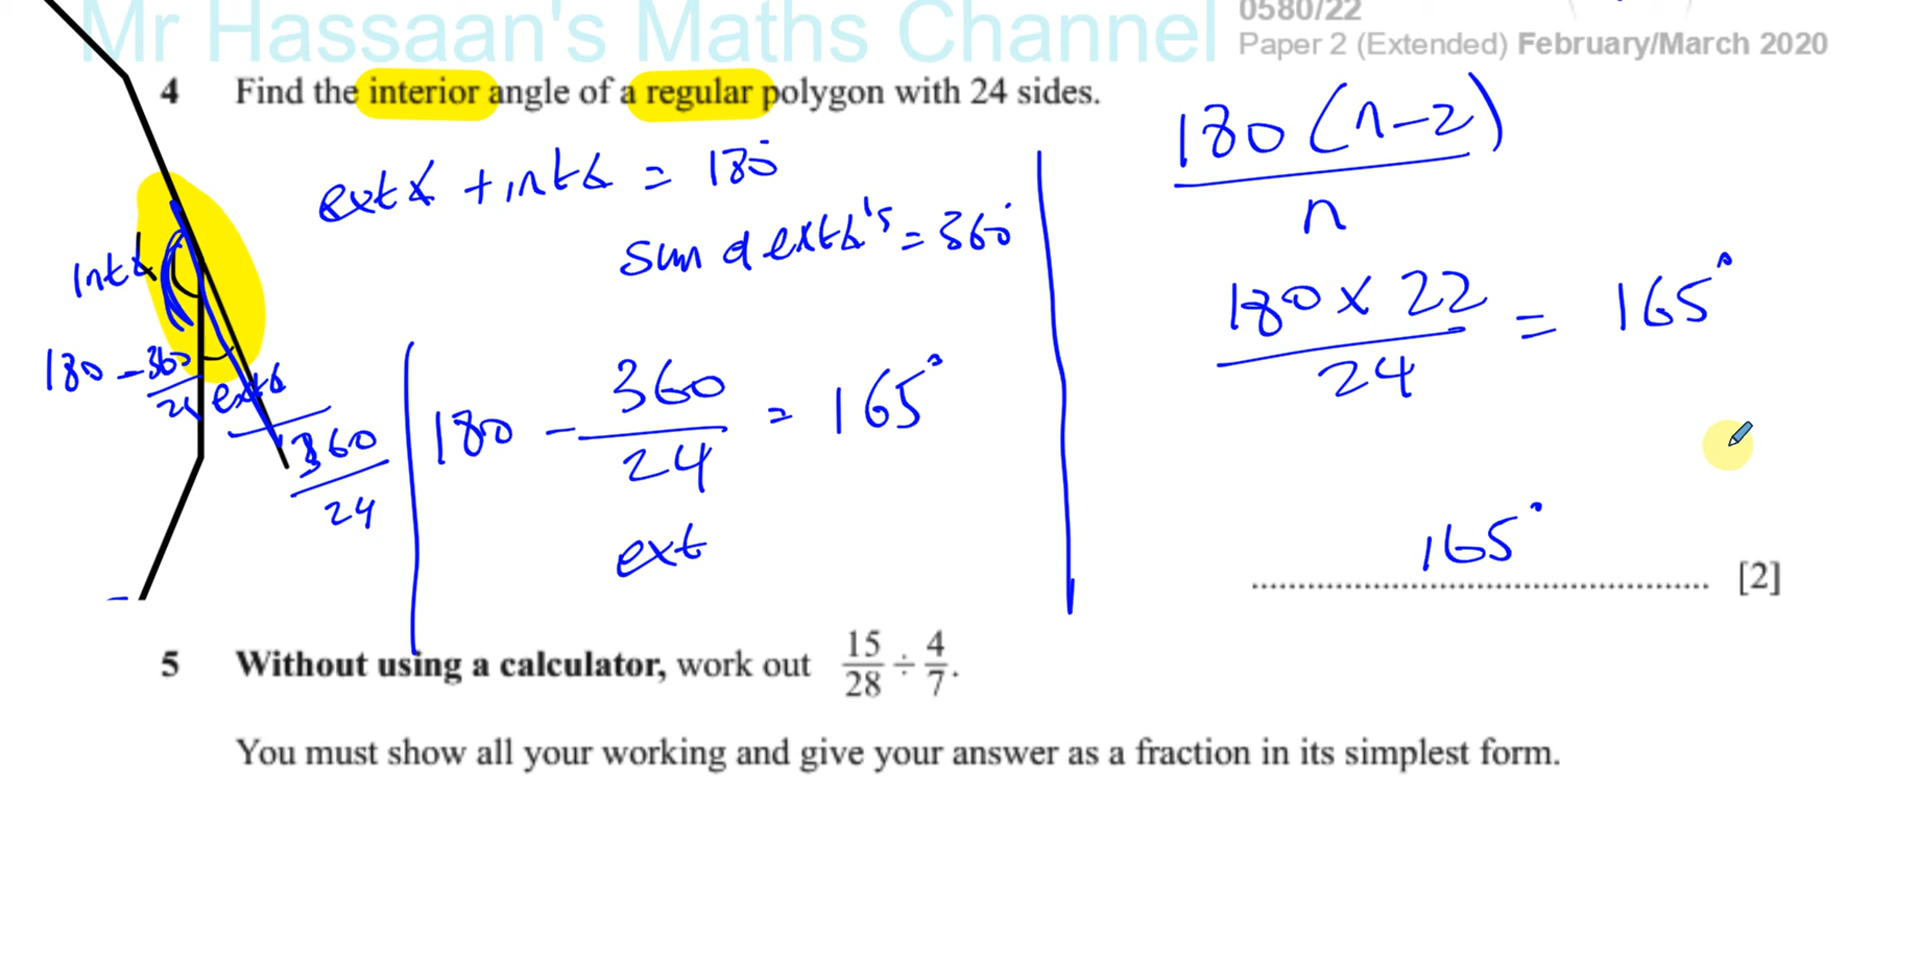 Mr Hassaan's Maths Channel
0580/22
Paper 2 (Extended) February/March 2020
4 Find the interior angle of a regular polygon with 24 sides.
ext∡ + int∡ = 180°
sum of ext∡'s = 360°
int∡
180 - 360/24
ext∡
360/24
180 - 360/24 = 165°
ext
180(n-2)/n
180 × 22/24 = 165°
165°
[2]
5 Without using a calculator, work out 15/28 ÷ 4/7.
You must show all your working and give your answer as a fraction in its simplest form.